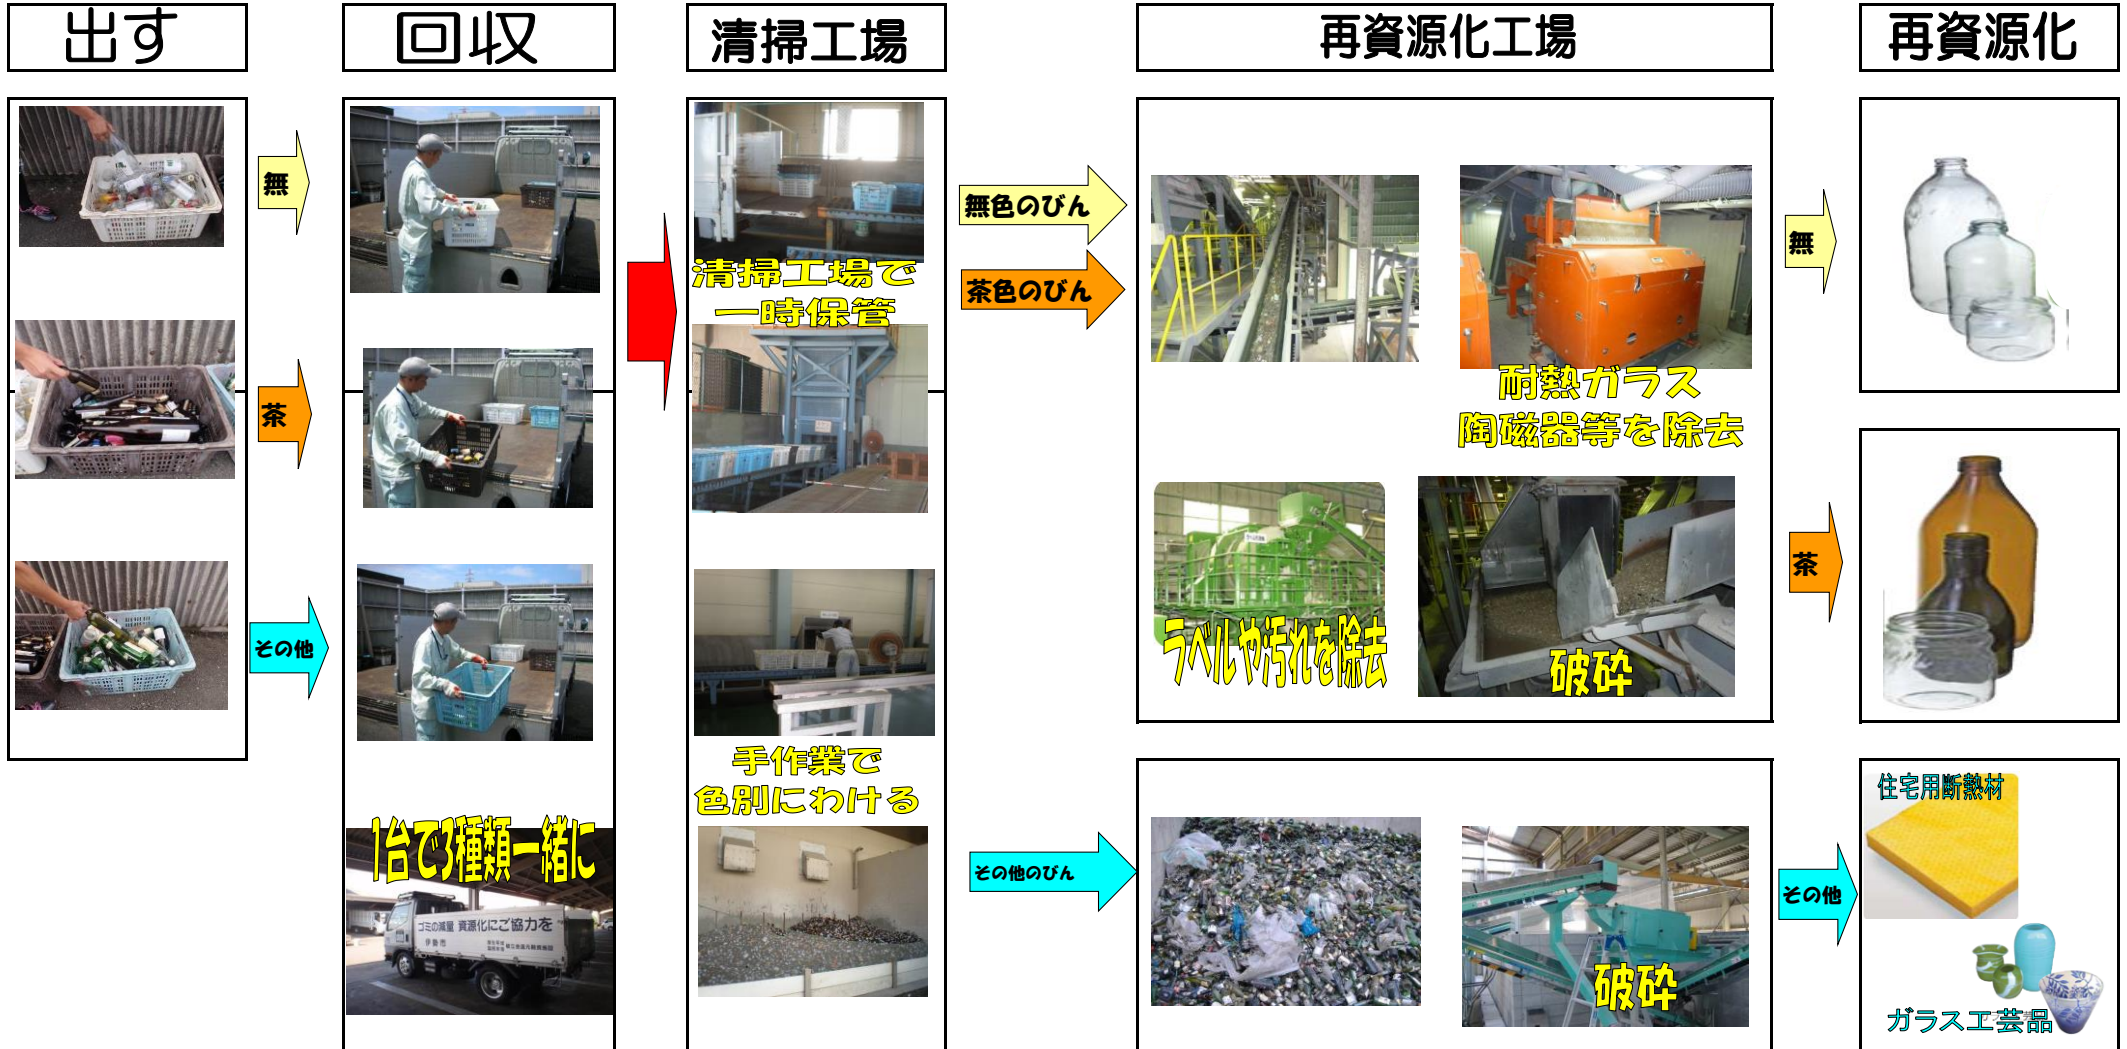 出す
回収
清掃工場
再資源化工場
再資源化
無
茶
その他
1台で3種類一緒に
ゴミの減量 資源化にご協力を
伊勢市
清掃工場で
一時保管
手作業で
色別にわける
無色のびん
茶色のびん
その他のびん
耐熱ガラス
陶磁器等を除去
ラベルや汚れを除去
破砕
破砕
無
茶
その他
住宅用断熱材
ガラス工芸品